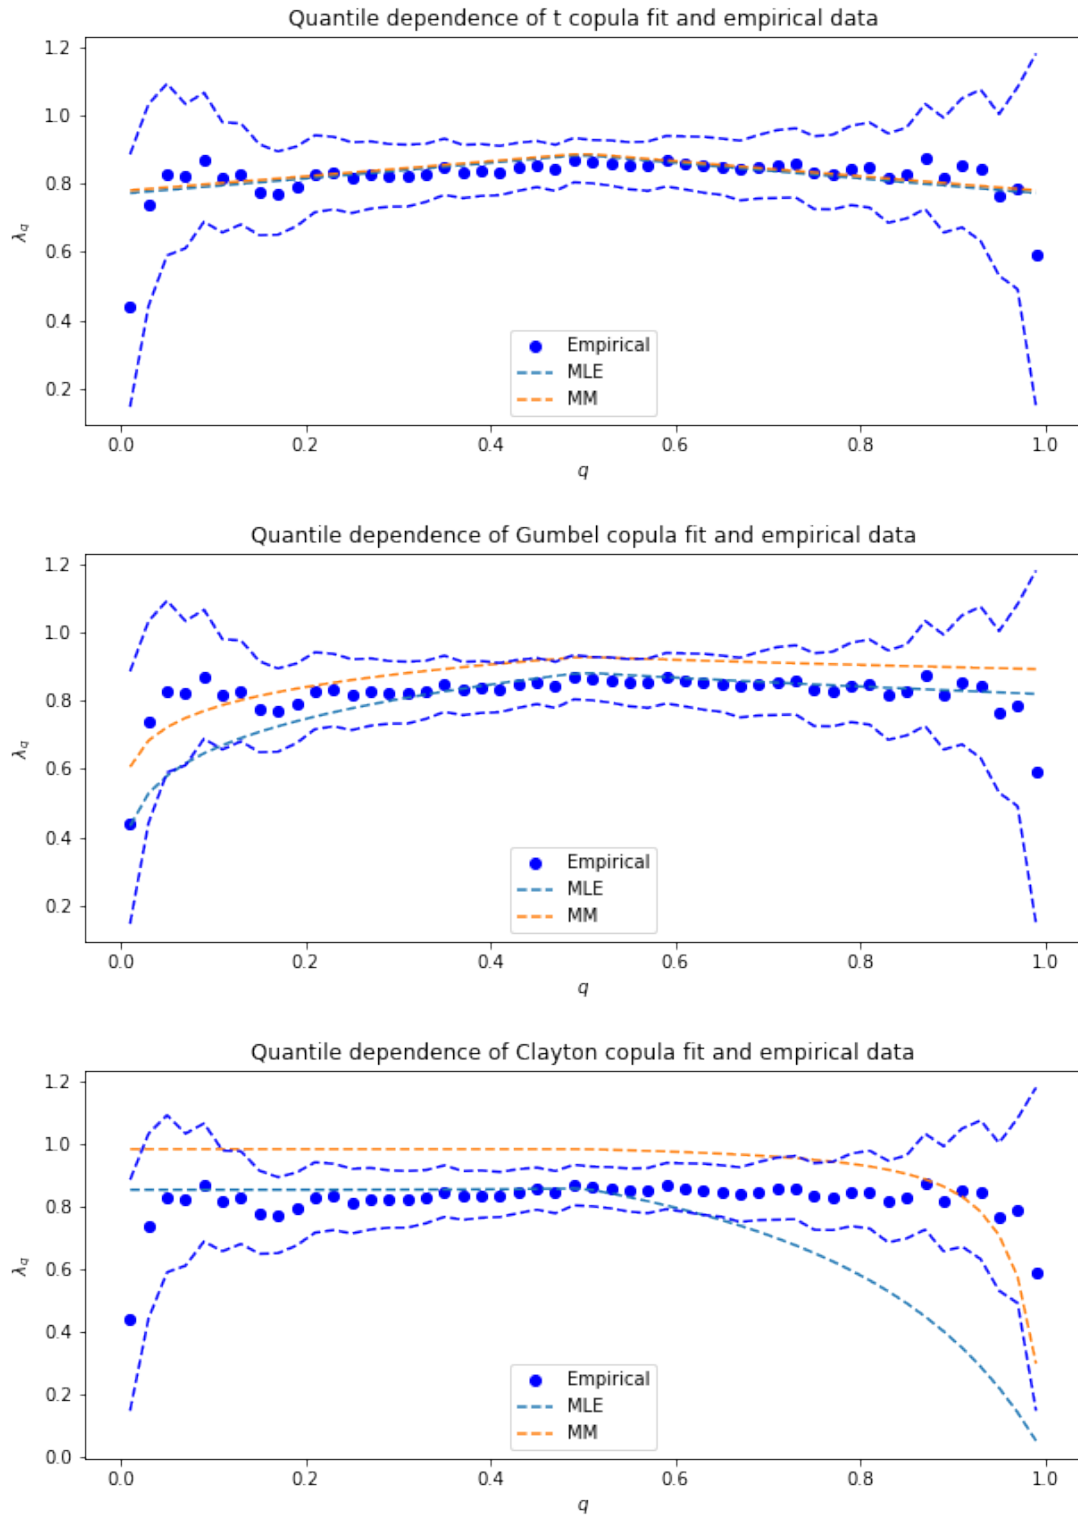 Quantile dependence of t copula fit and empirical data
1.2
1.0
0.8
0.6
0.4
0.2
λq
Empirical
MLE
MM
0.0 0.2 0.4 0.6 0.8 1.0
q
Quantile dependence of Gumbel copula fit and empirical data
1.2
1.0
0.8
0.6
0.4
0.2
λq
Empirical
MLE
MM
0.0 0.2 0.4 0.6 0.8 1.0
q
Quantile dependence of Clayton copula fit and empirical data
1.2
1.0
0.8
0.6
0.4
0.2
0.0
λq
Empirical
MLE
MM
0.0 0.2 0.4 0.6 0.8 1.0
q